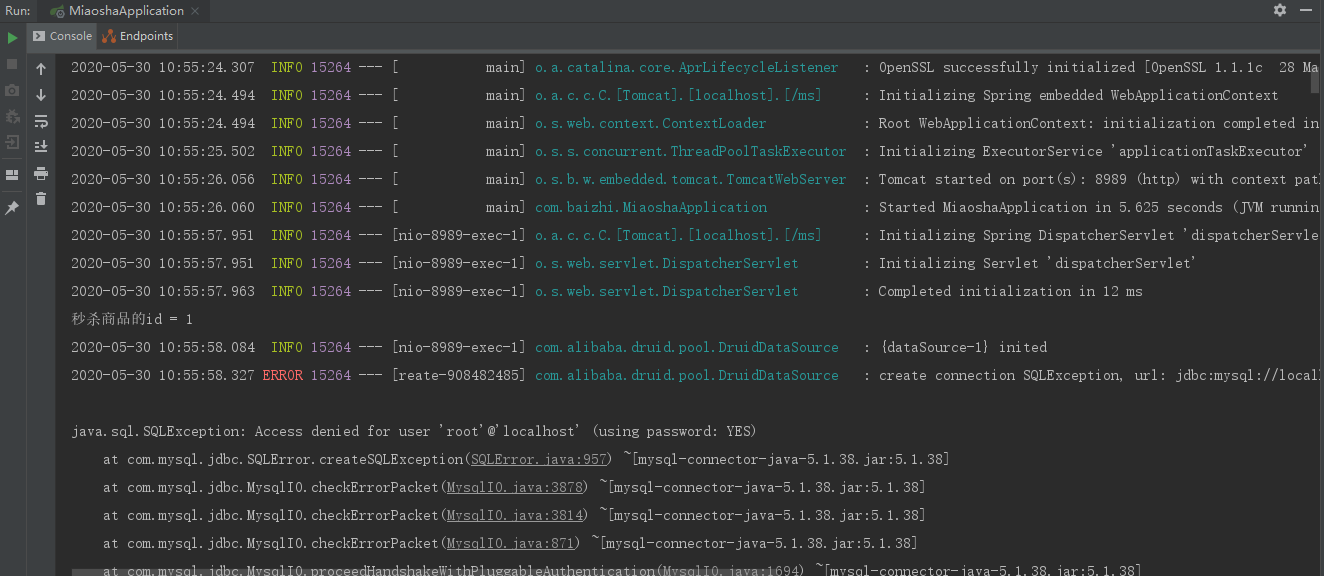 Run: MiaoshaApplication ×
Console Endpoints
2020-05-30 10:55:24.307 INFO 15264 --- [ main] o.a.catalina.core.AprLifecycleListener : OpenSSL successfully initialized [OpenSSL 1.1.1c 28 Ma
2020-05-30 10:55:24.494 INFO 15264 --- [ main] o.a.c.c.C.[Tomcat].[localhost].[/ms] : Initializing Spring embedded WebApplicationContext
2020-05-30 10:55:24.494 INFO 15264 --- [ main] o.s.web.context.ContextLoader : Root WebApplicationContext: initialization completed in
2020-05-30 10:55:25.502 INFO 15264 --- [ main] o.s.s.concurrent.ThreadPoolTaskExecutor : Initializing ExecutorService 'applicationTaskExecutor'
2020-05-30 10:55:26.056 INFO 15264 --- [ main] o.s.b.w.embedded.tomcat.TomcatWebServer : Tomcat started on port(s): 8989 (http) with context pat
2020-05-30 10:55:26.060 INFO 15264 --- [ main] com.baizhi.MiaoshaApplication : Started MiaoshaApplication in 5.625 seconds (JVM runnin
2020-05-30 10:55:57.951 INFO 15264 --- [nio-8989-exec-1] o.a.c.c.C.[Tomcat].[localhost].[/ms] : Initializing Spring DispatcherServlet 'dispatcherServle
2020-05-30 10:55:57.951 INFO 15264 --- [nio-8989-exec-1] o.s.web.servlet.DispatcherServlet : Initializing Servlet 'dispatcherServlet'
2020-05-30 10:55:57.963 INFO 15264 --- [nio-8989-exec-1] o.s.web.servlet.DispatcherServlet : Completed initialization in 12 ms
秒杀商品的id = 1
2020-05-30 10:55:58.084 INFO 15264 --- [nio-8989-exec-1] com.alibaba.druid.pool.DruidDataSource : {dataSource-1} inited
2020-05-30 10:55:58.327 ERROR 15264 --- [reate-908482485] com.alibaba.druid.pool.DruidDataSource : create connection SQLException, url: jdbc:mysql://local
java.sql.SQLException: Access denied for user 'root'@'localhost' (using password: YES)
at com.mysql.jdbc.SQLError.createSQLException(SQLError.java:957) ~[mysql-connector-java-5.1.38.jar:5.1.38]
at com.mysql.jdbc.MysqlIO.checkErrorPacket(MysqlIO.java:3878) ~[mysql-connector-java-5.1.38.jar:5.1.38]
at com.mysql.jdbc.MysqlIO.checkErrorPacket(MysqlIO.java:3814) ~[mysql-connector-java-5.1.38.jar:5.1.38]
at com.mysql.jdbc.MysqlIO.checkErrorPacket(MysqlIO.java:871) ~[mysql-connector-java-5.1.38.jar:5.1.38]
at com.mysql.jdbc.MysqlIO.proceedHandshakeWithPluggableAuthentication(MysqlIO.java:1694) ~[mysql-connector-java-5.1.38.jar:5.1.38]